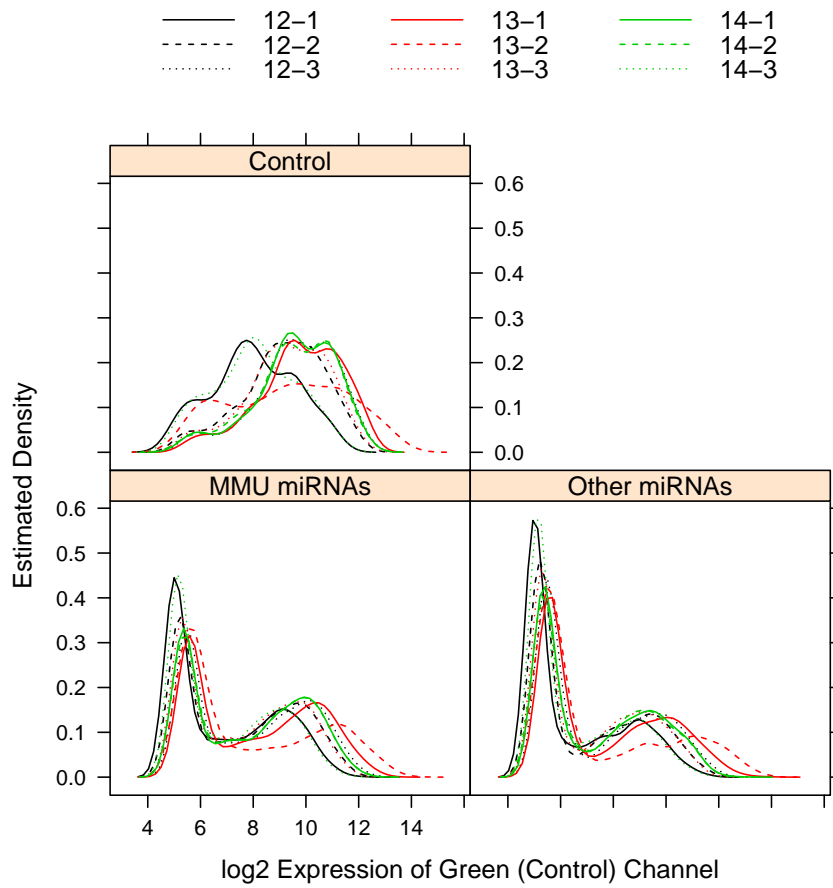 12−1 13−1 14−1
12−2 13−2 14−2
12−3 13−3 14−3
Control
0.6
0.5
0.4
0.3
0.2
0.1
0.0
Estimated Density
MMU miRNAs Other miRNAs
0.6
0.5
0.4
0.3
0.2
0.1
0.0
4 6 8 10 12 14
log2 Expression of Green (Control) Channel